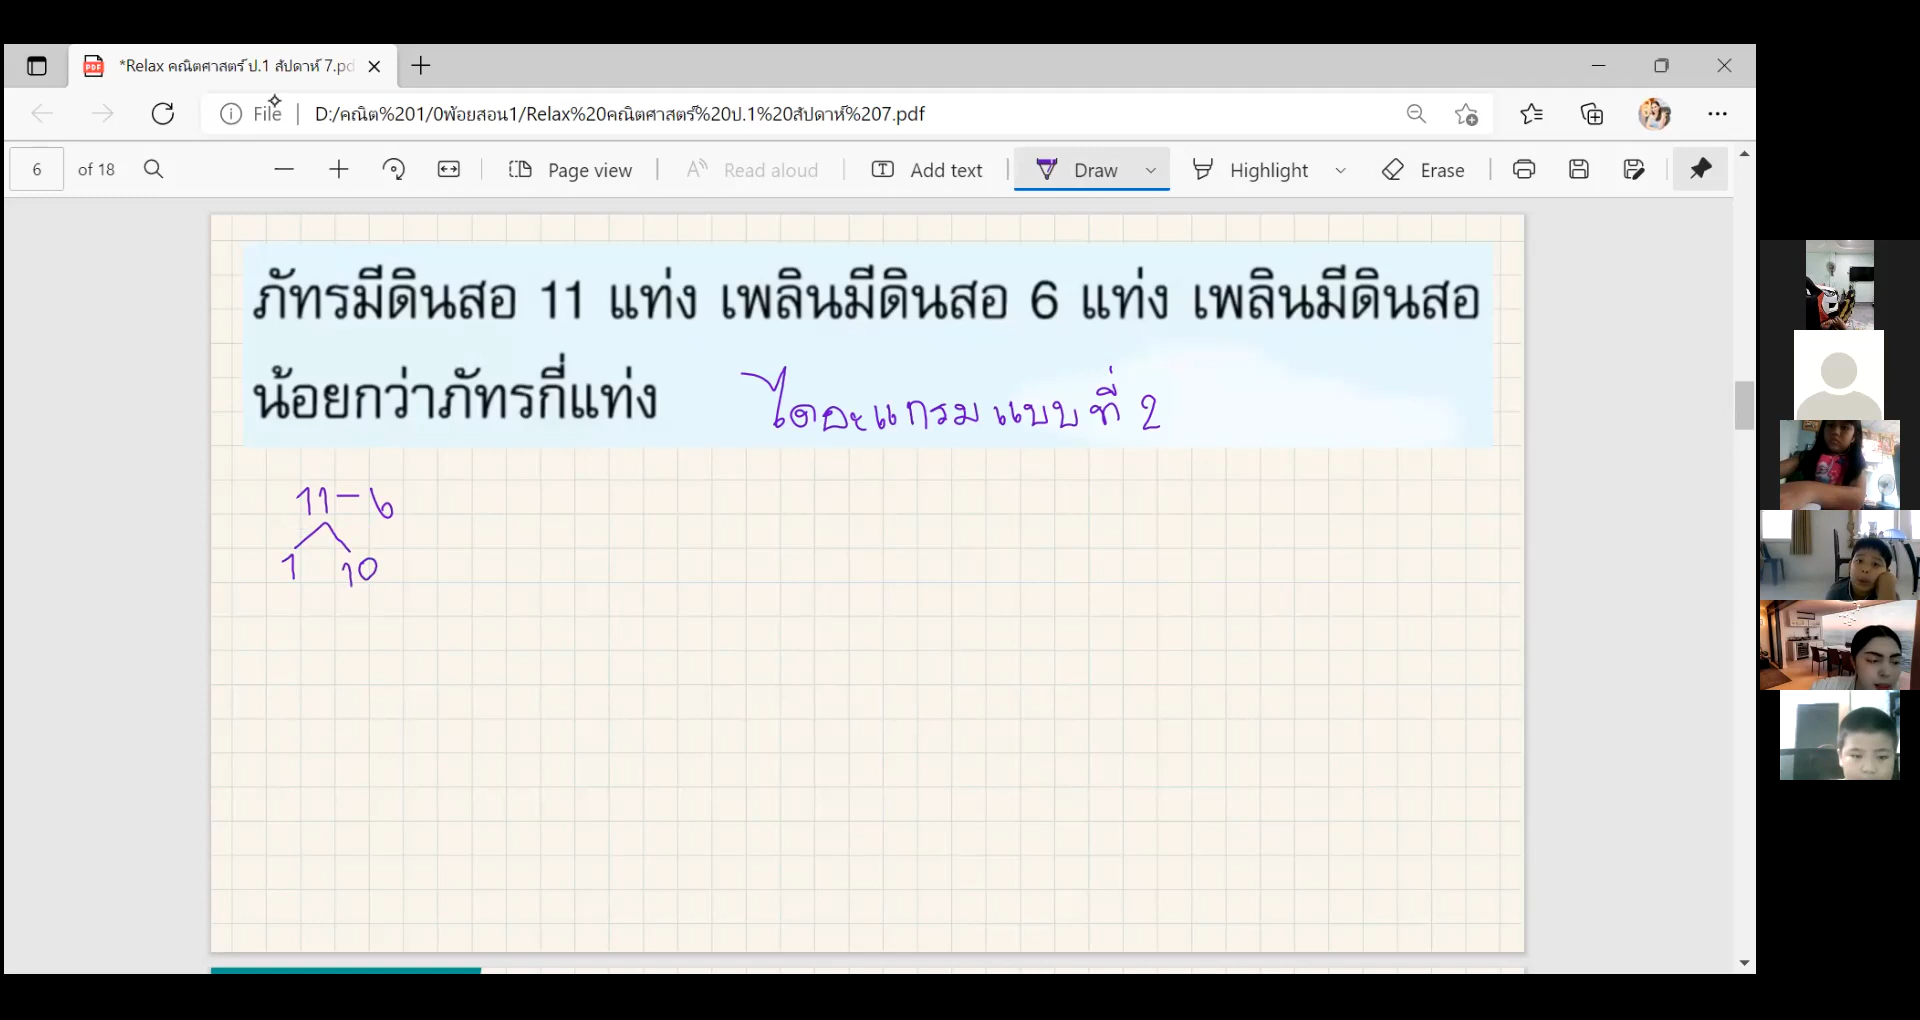 *Relax คณิตศาสตร์ ป.1 สัปดาห์ 7.pd
File
D:/คณิต%201/0พ้อยสอน1/Relax%20คณิตศาสตร์%20ป.1%20สัปดาห์%207.pdf
6 of 18
Page view
Read aloud
Add text
Draw
Highlight
Erase
ภัทรมีดินสอ 11 แท่ง เพลินมีดินสอ 6 แท่ง เพลินมีดินสอ
น้อยกว่าภัทรกี่แท่ง
ไดอะแกรม แบบ ที่ 2
11 - 6
1 10